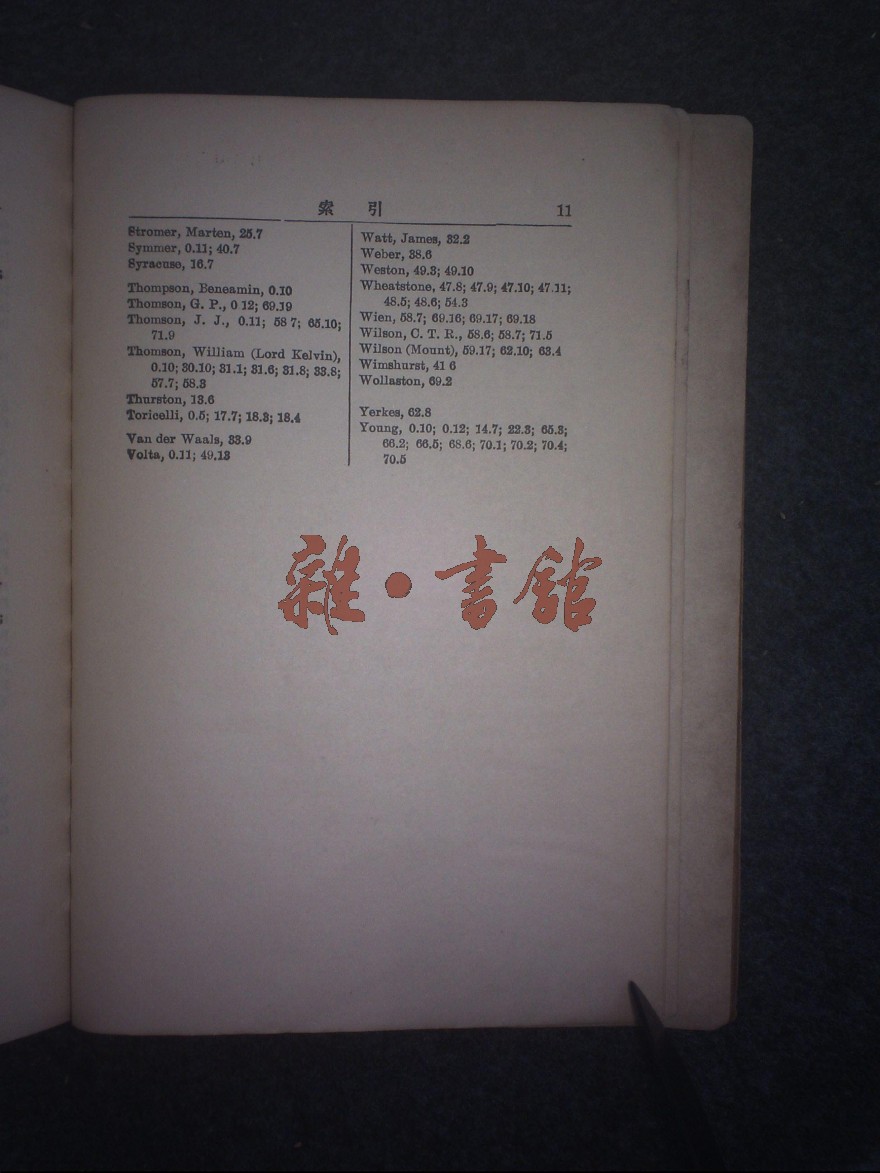 索 引 11
Stromer, Marten, 25.7
Symmer, 0.11; 40.7
Syracuse, 16.7
Thompson, Beneamin, 0.10
Thomson, G. P., 0 12; 69.19
Thomson, J. J., 0.11; 58 7; 65.10;
71.9
Thomson, William (Lord Kelvin),
0.10; 30.10; 31.1; 31.6; 31.8; 33.8;
57.7; 58.3
Thurston, 13.6
Toricelli, 0.5; 17.7; 18.3; 18.4
Van der Waals, 33.9
Volta, 0.11; 49.13
Watt, James, 32.2
Weber, 38.6
Weston, 49.3; 49.10
Wheatstone, 47.8; 47.9; 47.10; 47.11;
48.5; 48.6; 54.3
Wien, 58.7; 69.16; 69.17; 69.18
Wilson, C. T. R., 58.6; 58.7; 71.5
Wilson (Mount), 59.17; 62.10; 63.4
Wimshurst, 41 6
Wollaston, 69.2
Yerkes, 62.8
Young, 0.10; 0.12; 14.7; 22.3; 65.3;
66.2; 66.5; 68.6; 70.1; 70.2; 70.4;
70.5
雜·書館